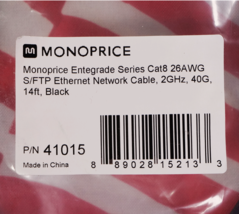 MONOPRICE
Monoprice Entegrade Series Cat8 26AWG
S/FTP Ethernet Network Cable, 2GHz, 40G,
14ft, Black
P/N 41015
Made in China
8 89028 15213 3